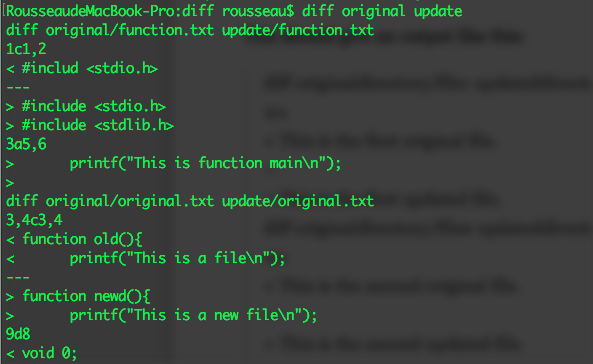 RousseaudeMacBook-Pro:diff rousseau$ diff original update
diff original/function.txt update/function.txt
1c1,2
< #includ <stdio.h>
---
> #include <stdio.h>
> #include <stdlib.h>
3a5,6
>       printf("This is function main\n");
>
diff original/original.txt update/original.txt
3,4c3,4
< function old(){
<       printf("This is a file\n");
---
> function newd(){
>       printf("This is a new file\n");
9d8
< void 0;